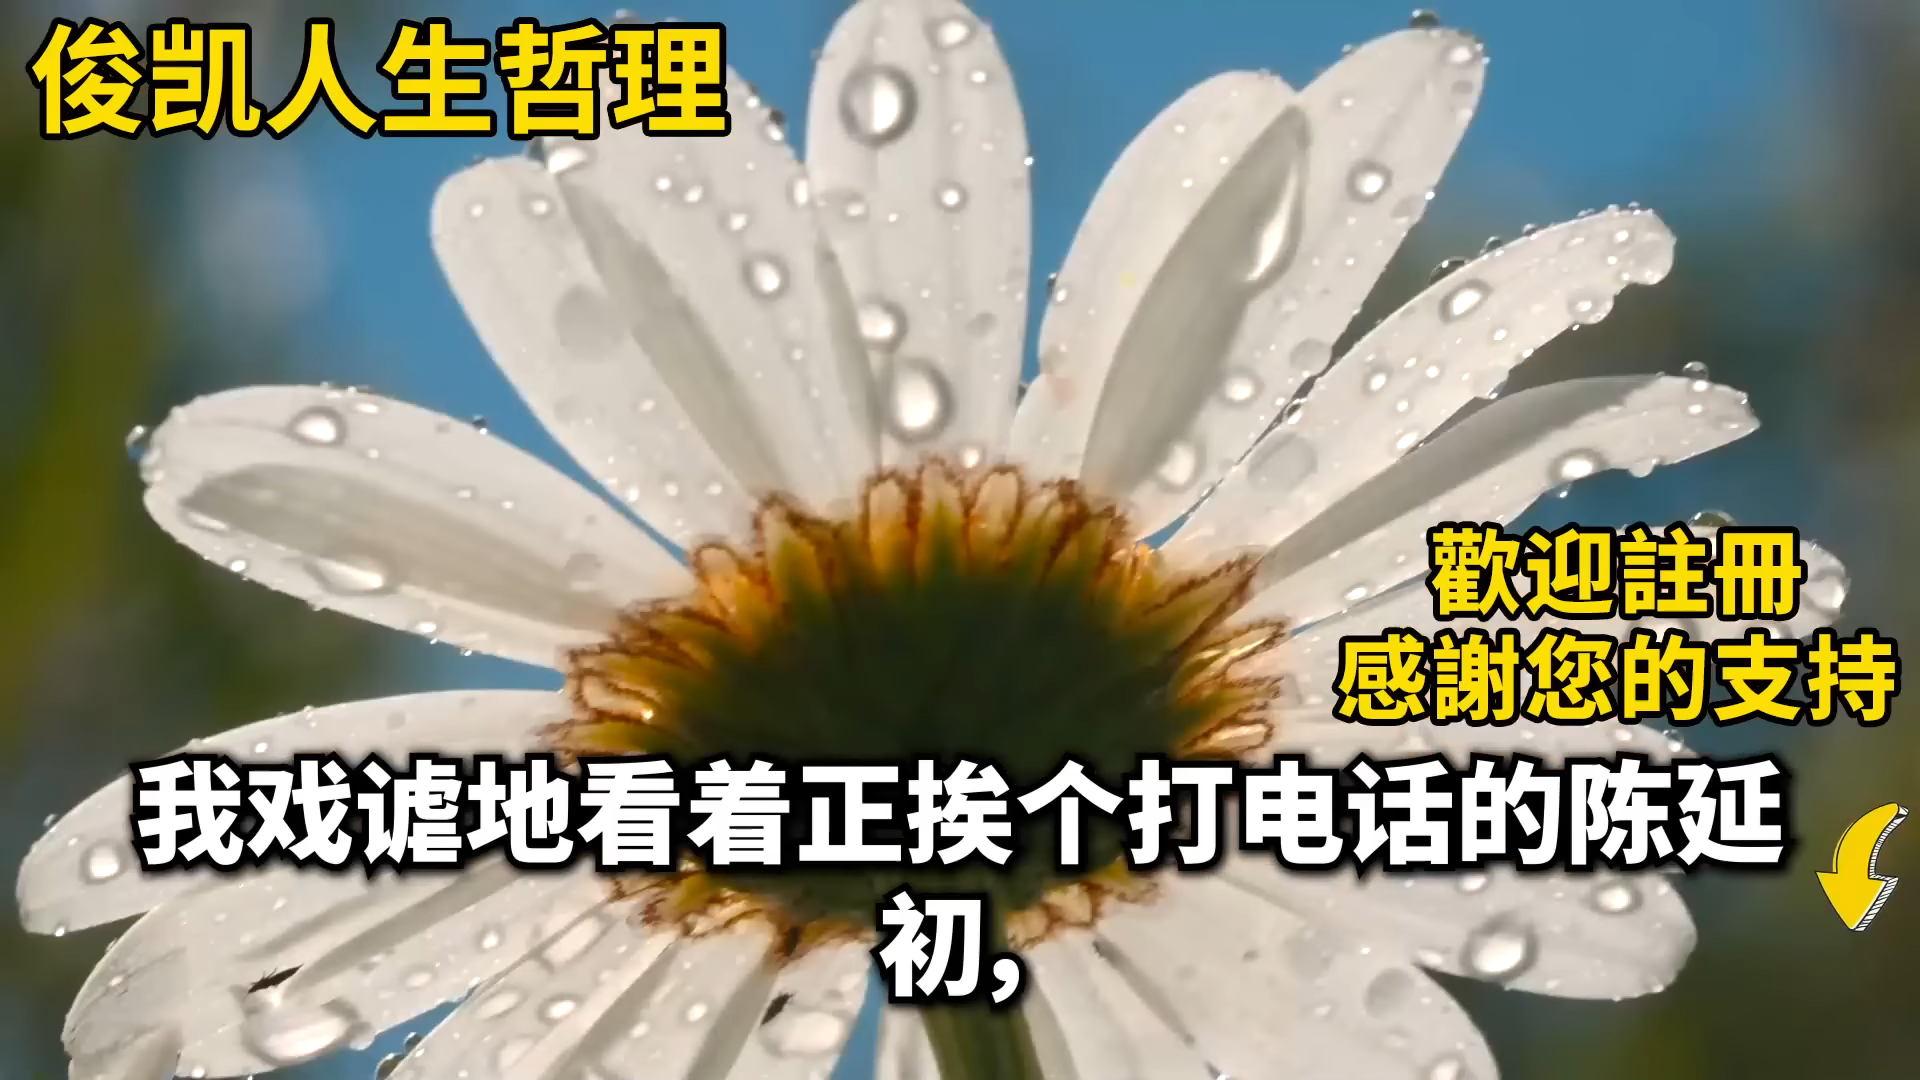 俊凯人生哲理
歡迎註冊
感謝您的支持
我戏谑地看着正挨个打电话的陈延
初,